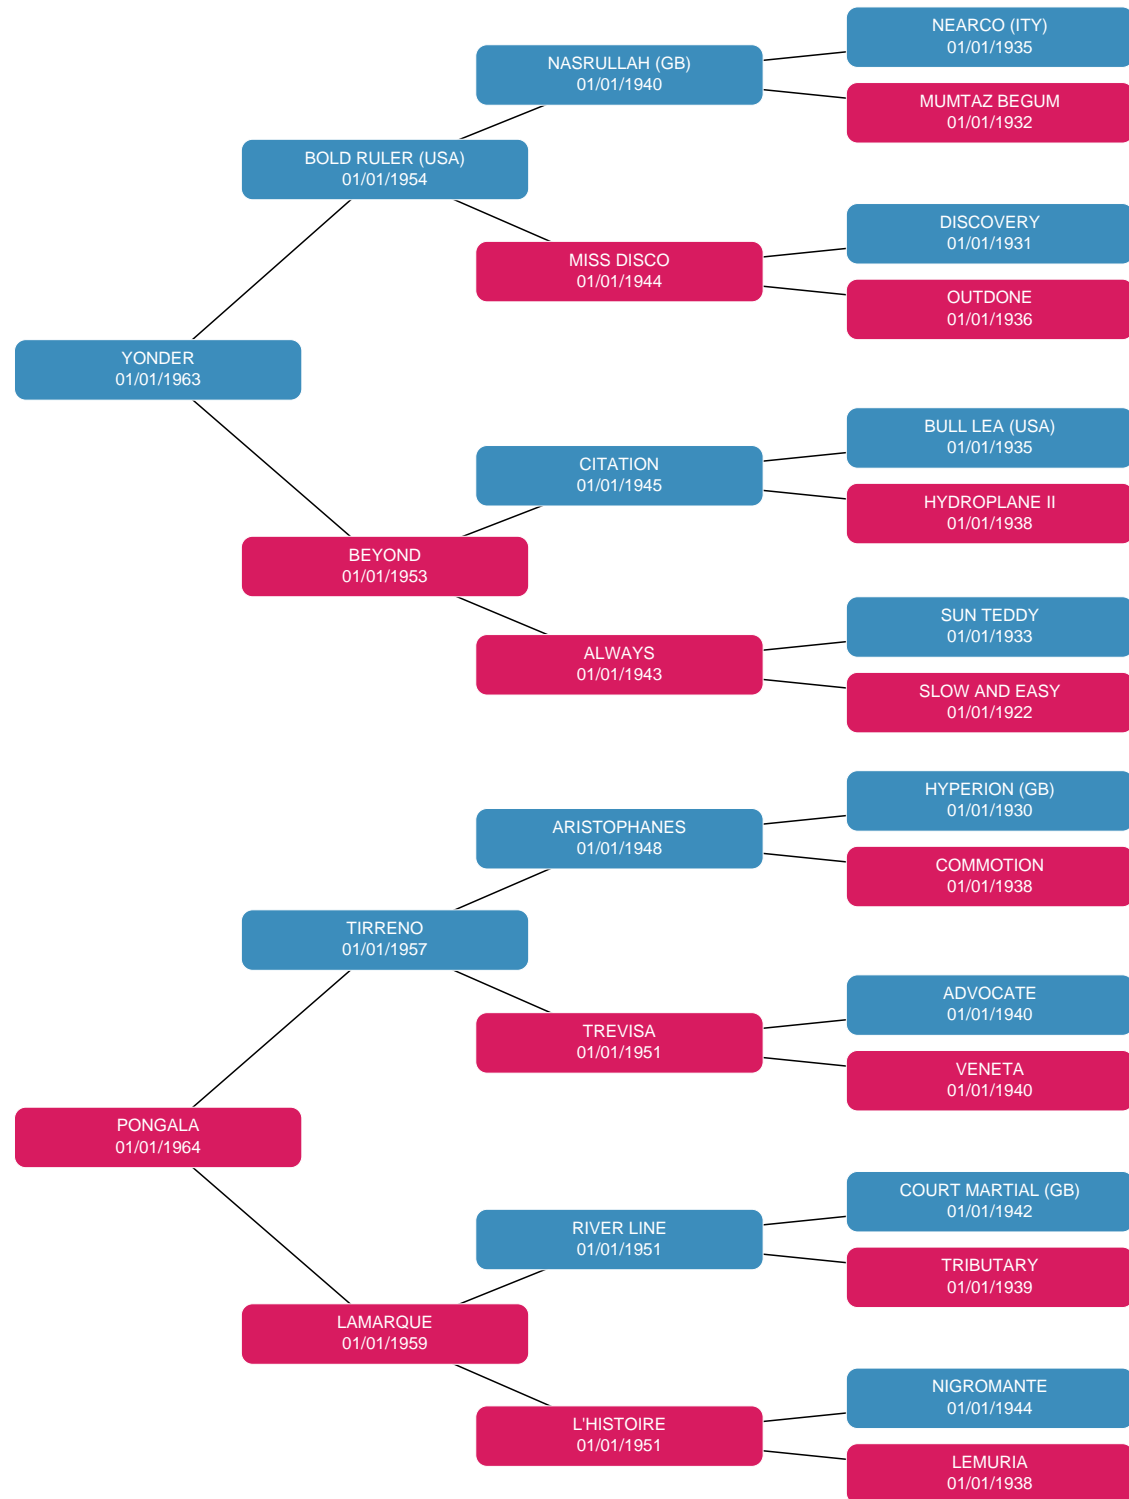 NEARCO (ITY)
01/01/1935
NASRULLAH (GB)
01/01/1940
MUMTAZ BEGUM
01/01/1932
BOLD RULER (USA)
01/01/1954
DISCOVERY
01/01/1931
MISS DISCO
01/01/1944
OUTDONE
01/01/1936
YONDER
01/01/1963
BULL LEA (USA)
01/01/1935
CITATION
01/01/1945
HYDROPLANE II
01/01/1938
BEYOND
01/01/1953
SUN TEDDY
01/01/1933
ALWAYS
01/01/1943
SLOW AND EASY
01/01/1922
HYPERION (GB)
01/01/1930
ARISTOPHANES
01/01/1948
COMMOTION
01/01/1938
TIRRENO
01/01/1957
ADVOCATE
01/01/1940
TREVISA
01/01/1951
VENETA
01/01/1940
PONGALA
01/01/1964
COURT MARTIAL (GB)
01/01/1942
RIVER LINE
01/01/1951
TRIBUTARY
01/01/1939
LAMARQUE
01/01/1959
NIGROMANTE
01/01/1944
L'HISTOIRE
01/01/1951
LEMURIA
01/01/1938